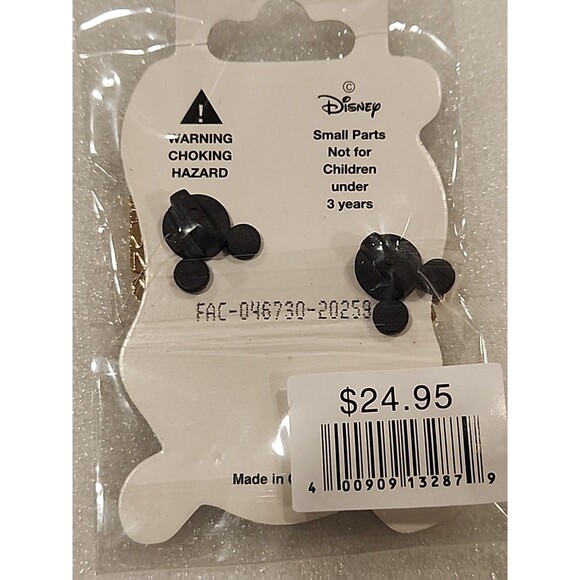 WARNING
CHOKING
HAZARD
©
Disney
Small Parts
Not for
Children
under
3 years
FAC-046730-20259
$24.95
4 00909 13287 9
Made in